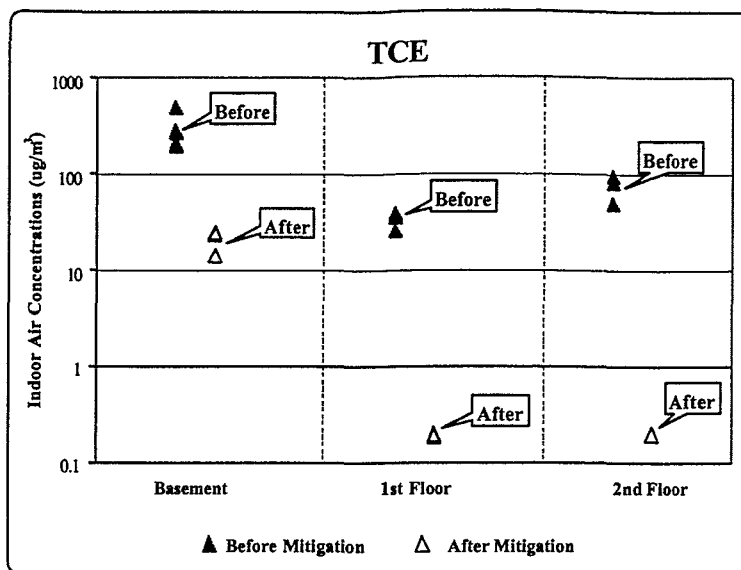 TCE
Indoor Air Concentrations (ug/m³)
1000
100
10
1
0.1
Before
After
Before
After
Before
After
Basement
1st Floor
2nd Floor
Before Mitigation
After Mitigation